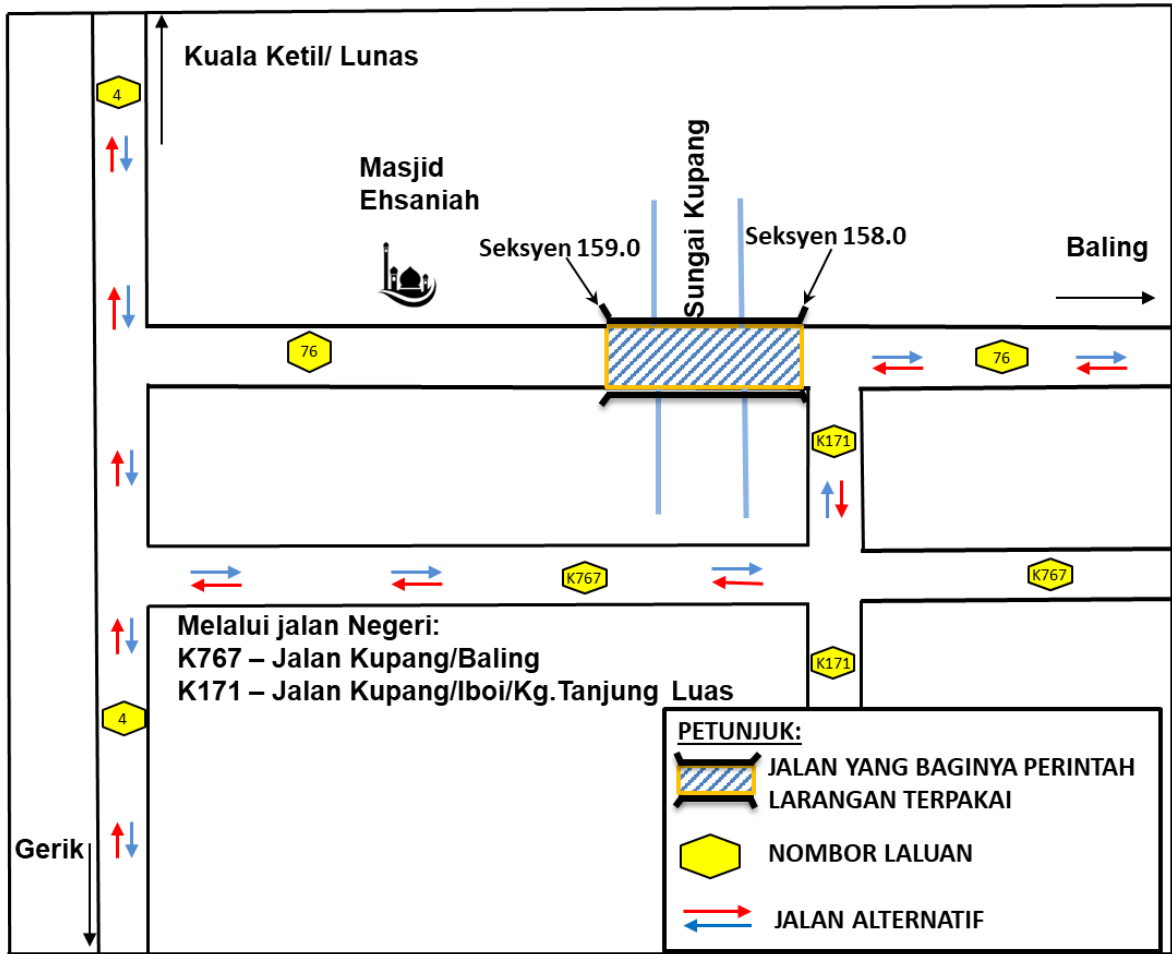 Kuala Ketil/ Lunas
4
Masjid
Ehsaniah
Sungai Kupang
Seksyen 159.0
Seksyen 158.0
Baling
76
76
K171
K767
K767
Melalui jalan Negeri:
K767 – Jalan Kupang/Baling
K171 – Jalan Kupang/Iboi/Kg.Tanjung Luas
K171
4
Gerik
PETUNJUK:
JALAN YANG BAGINYA PERINTAH
LARANGAN TERPAKAI
NOMBOR LALUAN
JALAN ALTERNATIF